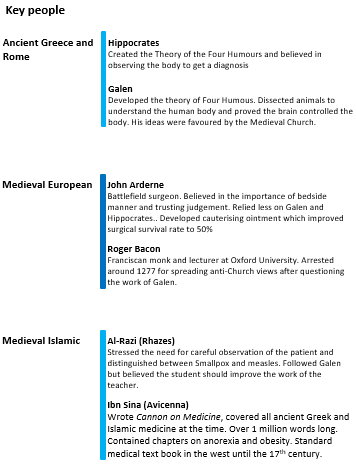 Key people
Ancient Greece and
Rome
Hippocrates
Created the Theory of the Four Humours and believed in
observing the body to get a diagnosis
Galen
Developed the theory of Four Humous. Dissected animals to
understand the human body and proved the brain controlled the
body. His ideas were favoured by the Medieval Church.
Medieval European
John Arderne
Battlefield surgeon. Believed in the importance of bedside
manner and trusting judgement. Relied less on Galen and
Hippocrates.. Developed cauterising ointment which improved
surgical survival rate to 50%
Roger Bacon
Franciscan monk and lecturer at Oxford University. Arrested
around 1277 for spreading anti-Church views after questioning
the work of Galen.
Medieval Islamic
Al-Razi (Rhazes)
Stressed the need for careful observation of the patient and
distinguished between Smallpox and measles. Followed Galen
but believed the student should improve the work of the
teacher.
Ibn Sina (Avicenna)
Wrote Cannon on Medicine, covered all ancient Greek and
Islamic medicine at the time. Over 1 million words long.
Contained chapters on anorexia and obesity. Standard
medical text book in the west until the 17th century.